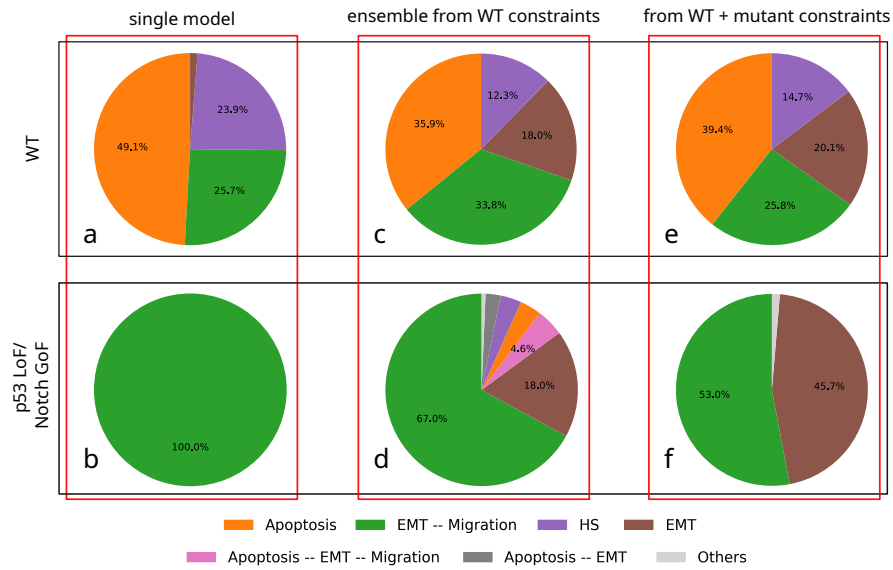 single model
ensemble from WT constraints
from WT + mutant constraints
WT
49.1%
23.9%
25.7%
a
35.9%
12.3%
18.0%
33.8%
c
39.4%
14.7%
20.1%
25.8%
e
p53 LoF/
Notch GoF
100.0%
b
4.6%
18.0%
67.0%
d
53.0%
45.7%
f
Apoptosis
EMT -- Migration
HS
EMT
Apoptosis -- EMT -- Migration
Apoptosis -- EMT
Others